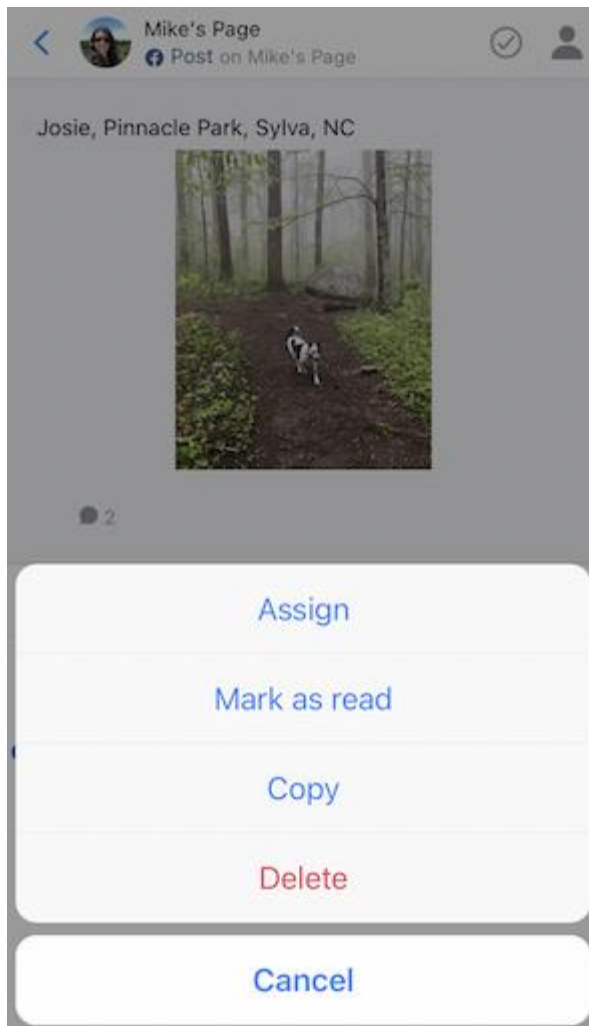 Mike's Page
Post on Mike's Page
Josie, Pinnacle Park, Sylva, NC
2
Assign
Mark as read
Copy
Delete
Cancel